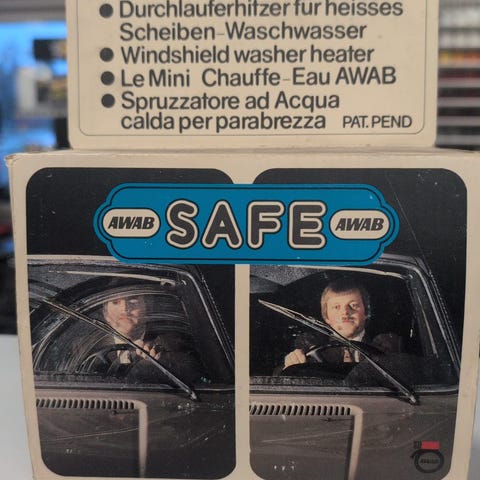 Durchlauferhitzer für heisses
Scheiben-Waschwasser
Windshield washer heater
Le Mini Chauffe-Eau AWAB
Spruzzatore ad Acqua
calda per parabrezza PAT. PEND
AWAB SAFE AWAB
AWAB